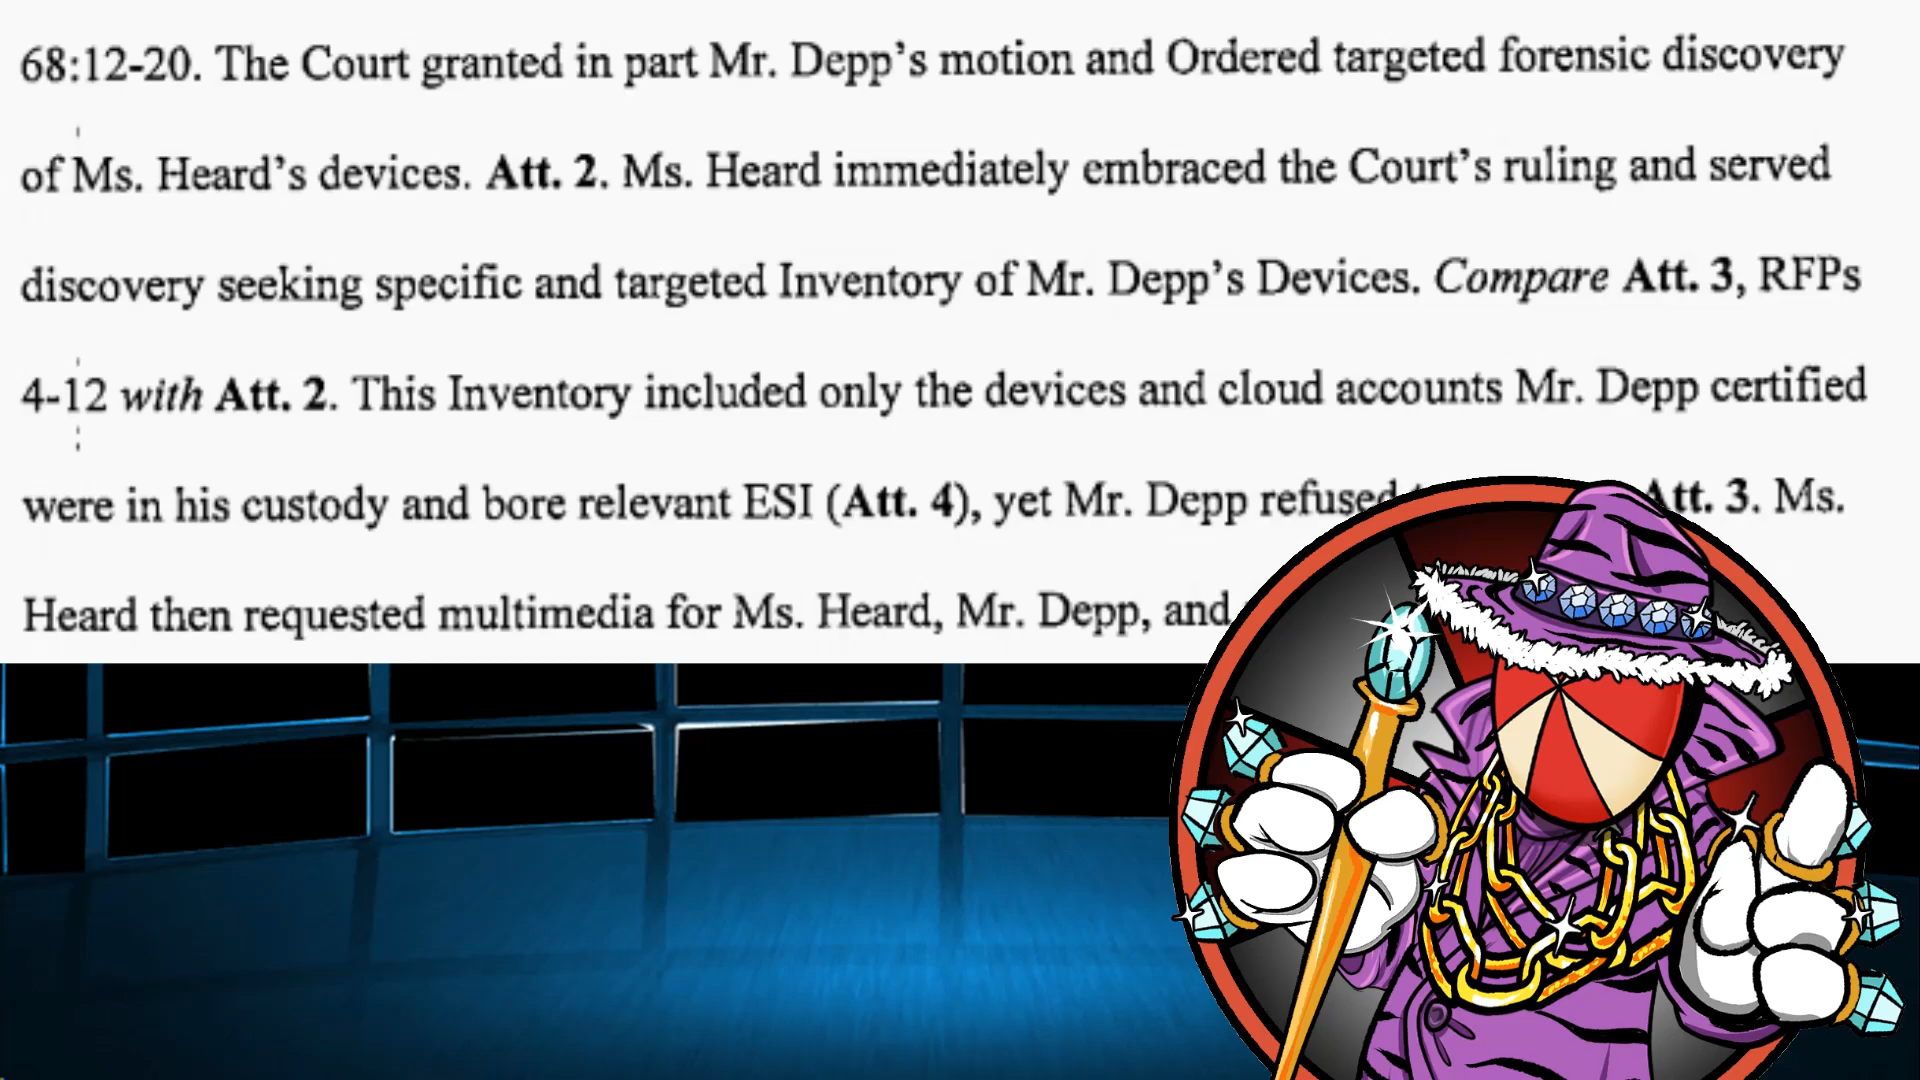 68:12-20. The Court granted in part Mr. Depp’s motion and Ordered targeted forensic discovery
of Ms. Heard’s devices. Att. 2. Ms. Heard immediately embraced the Court’s ruling and served
discovery seeking specific and targeted Inventory of Mr. Depp’s Devices. Compare Att. 3, RFPs
4-12 with Att. 2. This Inventory included only the devices and cloud accounts Mr. Depp certified
were in his custody and bore relevant ESI (Att. 4), yet Mr. Depp refused Att. 3. Ms.
Heard then requested multimedia for Ms. Heard, Mr. Depp, and